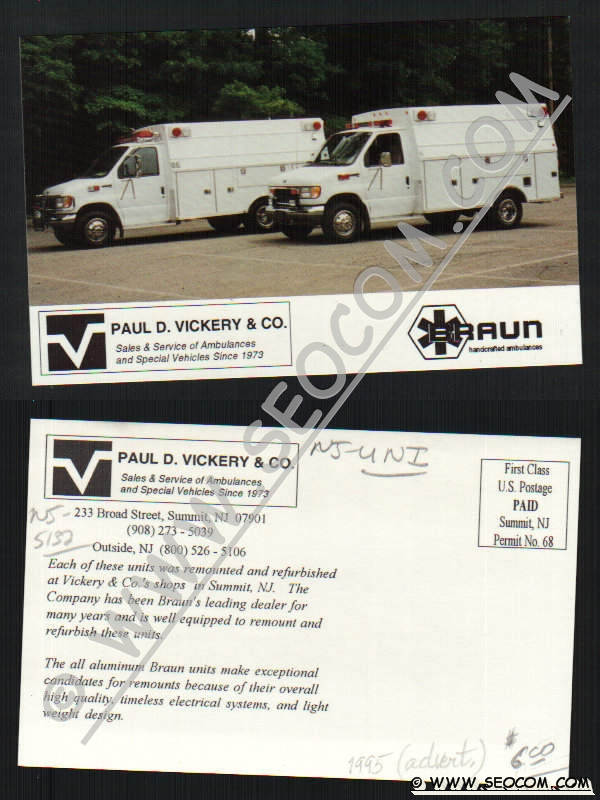 PAUL D. VICKERY & CO.
Sales & Service of Ambulances
and Special Vehicles Since 1973
BRAUN
handcrafted ambulances
© WWW.SEOCOM.COM
PAUL D. VICKERY & CO.
Sales & Service of Ambulances
and Special Vehicles Since 1973
NJ-UNI
First Class
U.S. Postage
PAID
Summit, NJ
Permit No. 68
NJ-
5132
233 Broad Street, Summit, NJ 07901
(908) 273 - 5039
Outside, NJ (800) 526 - 5106
Each of these units was remounted and refurbished
at Vickery & Co.'s shops in Summit, NJ. The
Company has been Braun's leading dealer for
many years and is well equipped to remount and
refurbish these units.
The all aluminum Braun units make exceptional
candidates for remounts because of their overall
high quality, timeless electrical systems, and light
weight design.
1995 (advert.)
$6.00
© WWW.SEOCOM.COM